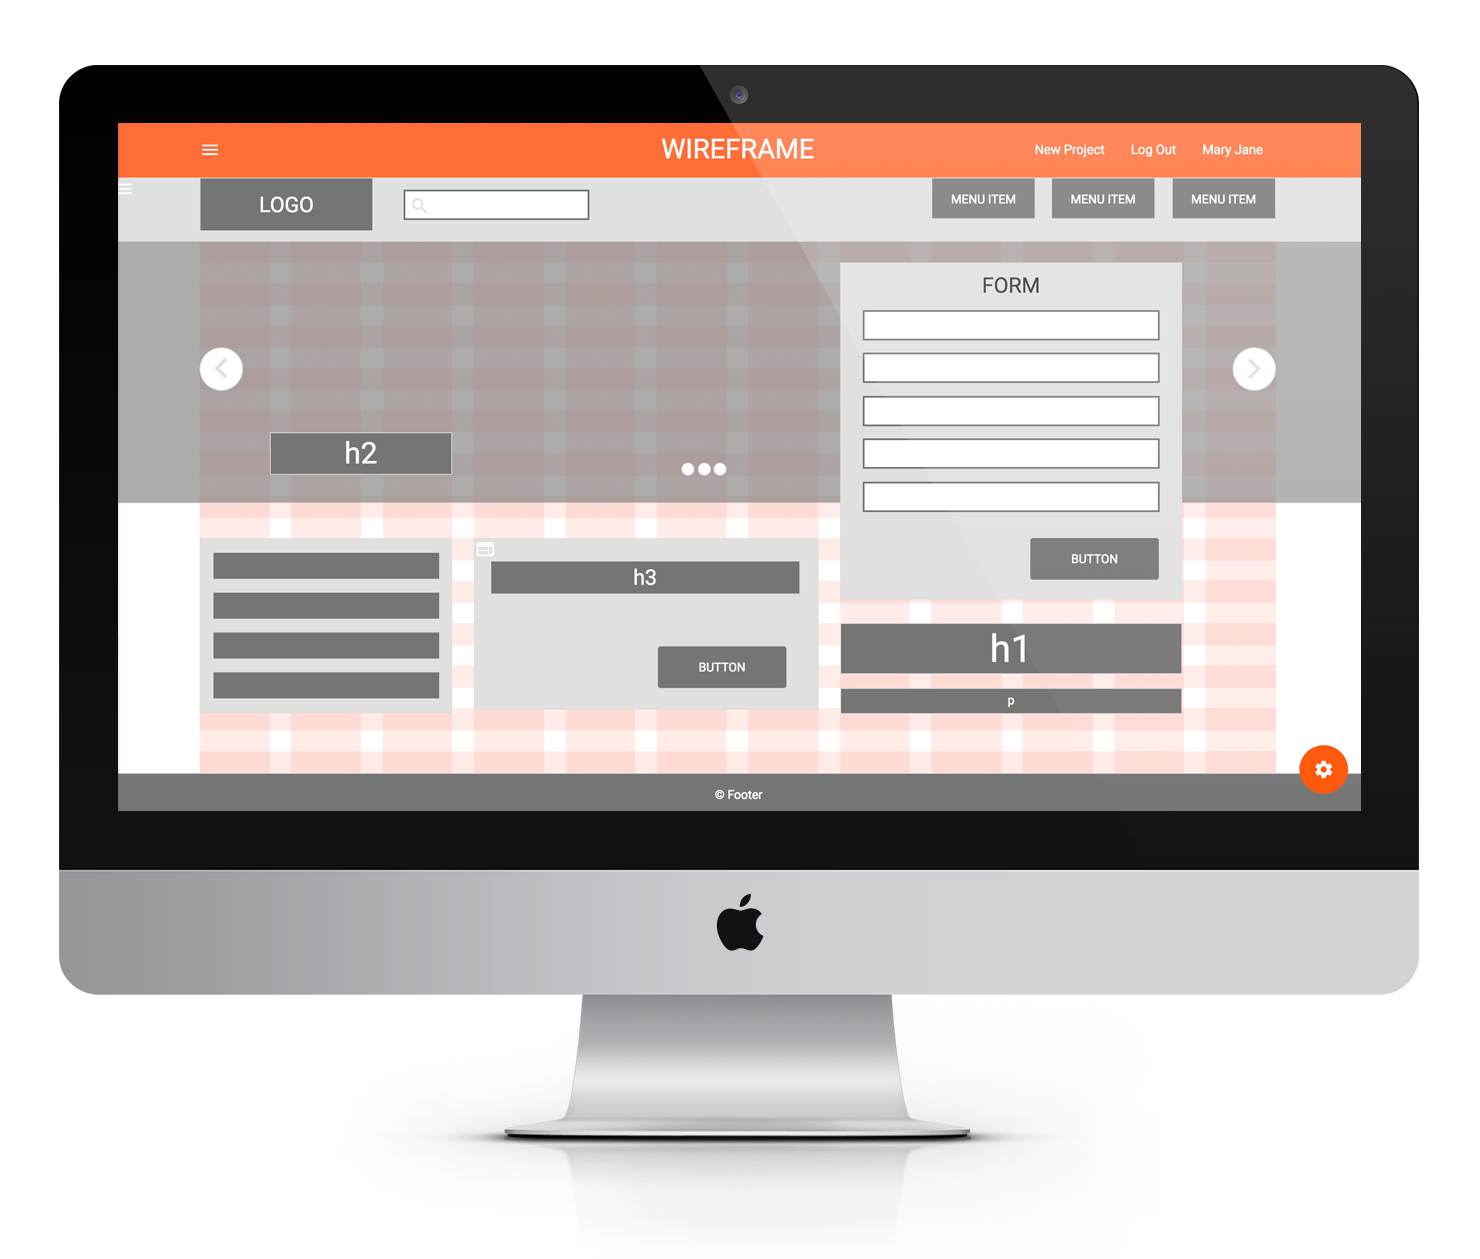 WIREFRAME
New Project
Log Out
Mary Jane
LOGO
MENU ITEM
MENU ITEM
MENU ITEM
FORM
h2
BUTTON
h3
BUTTON
h1
p
© Footer